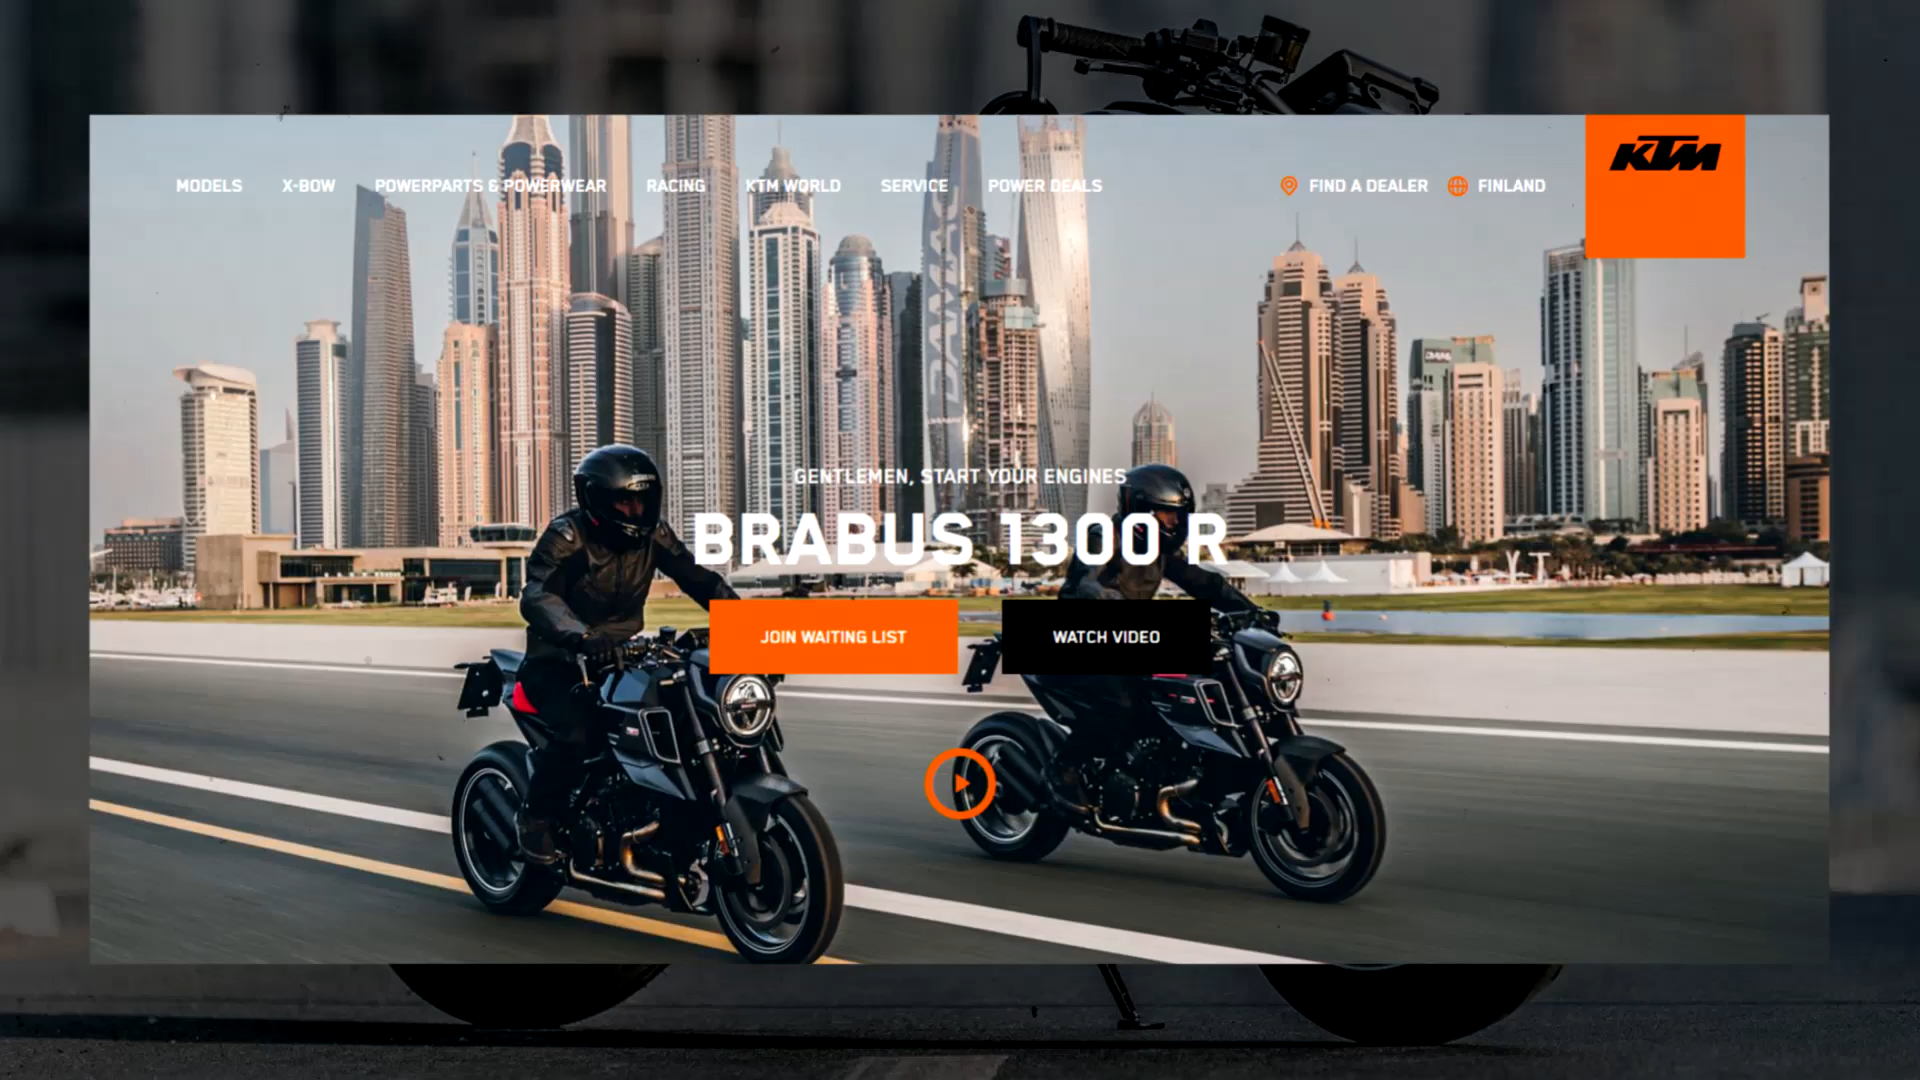 MODELS X-BOW POWERPARTS & POWERWEAR RACING KTM WORLD SERVICE POWER DEALS FIND A DEALER FINLAND
KTM
DAMAC
GENTLEMEN, START YOUR ENGINES
BRABUS 1300 R
JOIN WAITING LIST WATCH VIDEO